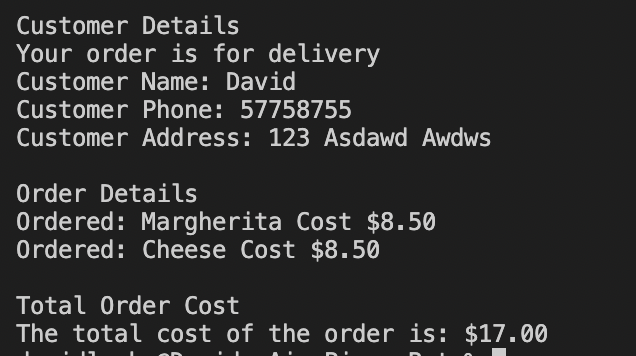 Customer Details
Your order is for delivery
Customer Name: David
Customer Phone: 57758755
Customer Address: 123 Asdawd Awdws
Order Details
Ordered: Margherita Cost $8.50
Ordered: Cheese Cost $8.50
Total Order Cost
The total cost of the order is: $17.00